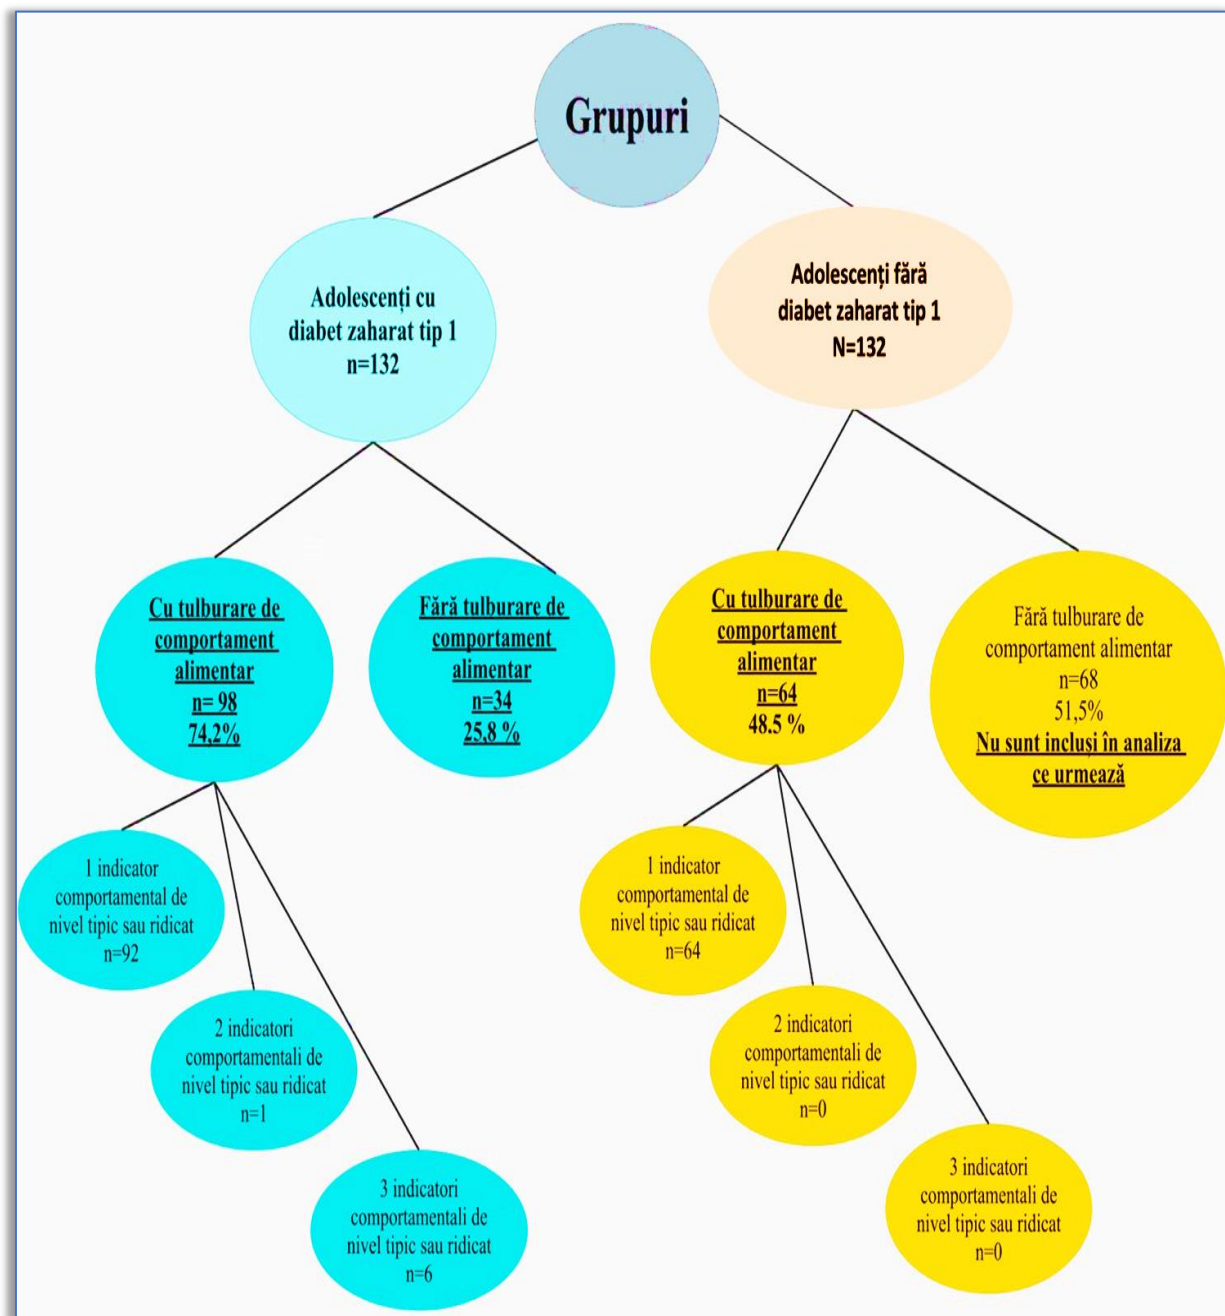 Grupuri
Adolescenți cu
diabet zaharat tip 1
n=132
Adolescenți fără
diabet zaharat tip 1
N=132
Cu tulburare de
comportament
alimentar
n= 98
74,2%
Fără tulburare de
comportament
alimentar
n=34
25,8 %
Cu tulburare de
comportament
alimentar
n=64
48.5 %
Fără tulburare de
comportament alimentar
n=68
51,5%
Nu sunt incluși în analiza
ce urmează
1 indicator
comportamental de
nivel tipic sau ridicat
n=92
2 indicatori
comportamentali de
nivel tipic sau ridicat
n=1
3 indicatori
comportamentali de
nivel tipic sau ridicat
n=6
1 indicator
comportamental de
nivel tipic sau ridicat
n=64
2 indicatori
comportamentali de
nivel tipic sau ridicat
n=0
3 indicatori
comportamentali de
nivel tipic sau ridicat
n=0